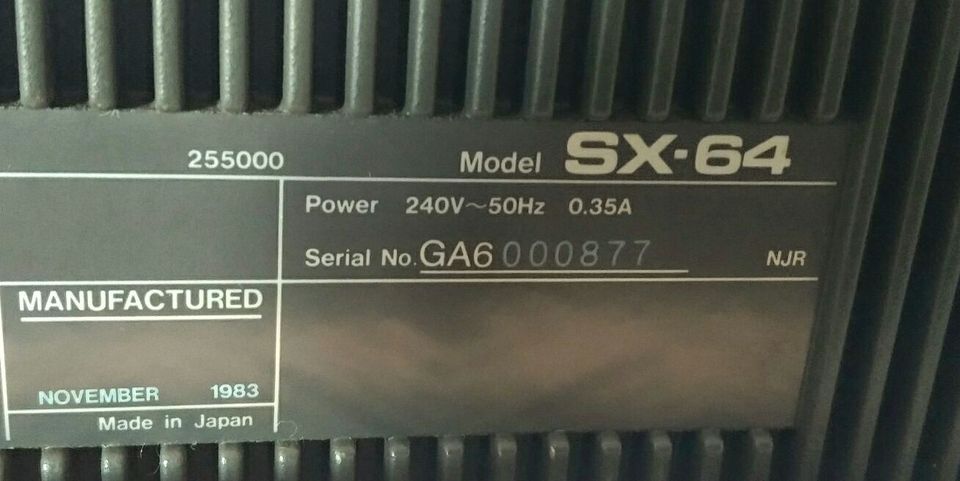 255000 Model SX-64
Power 240V~50Hz 0.35A
Serial No. GA6 000877 NJR
MANUFACTURED
NOVEMBER 1983
Made in Japan